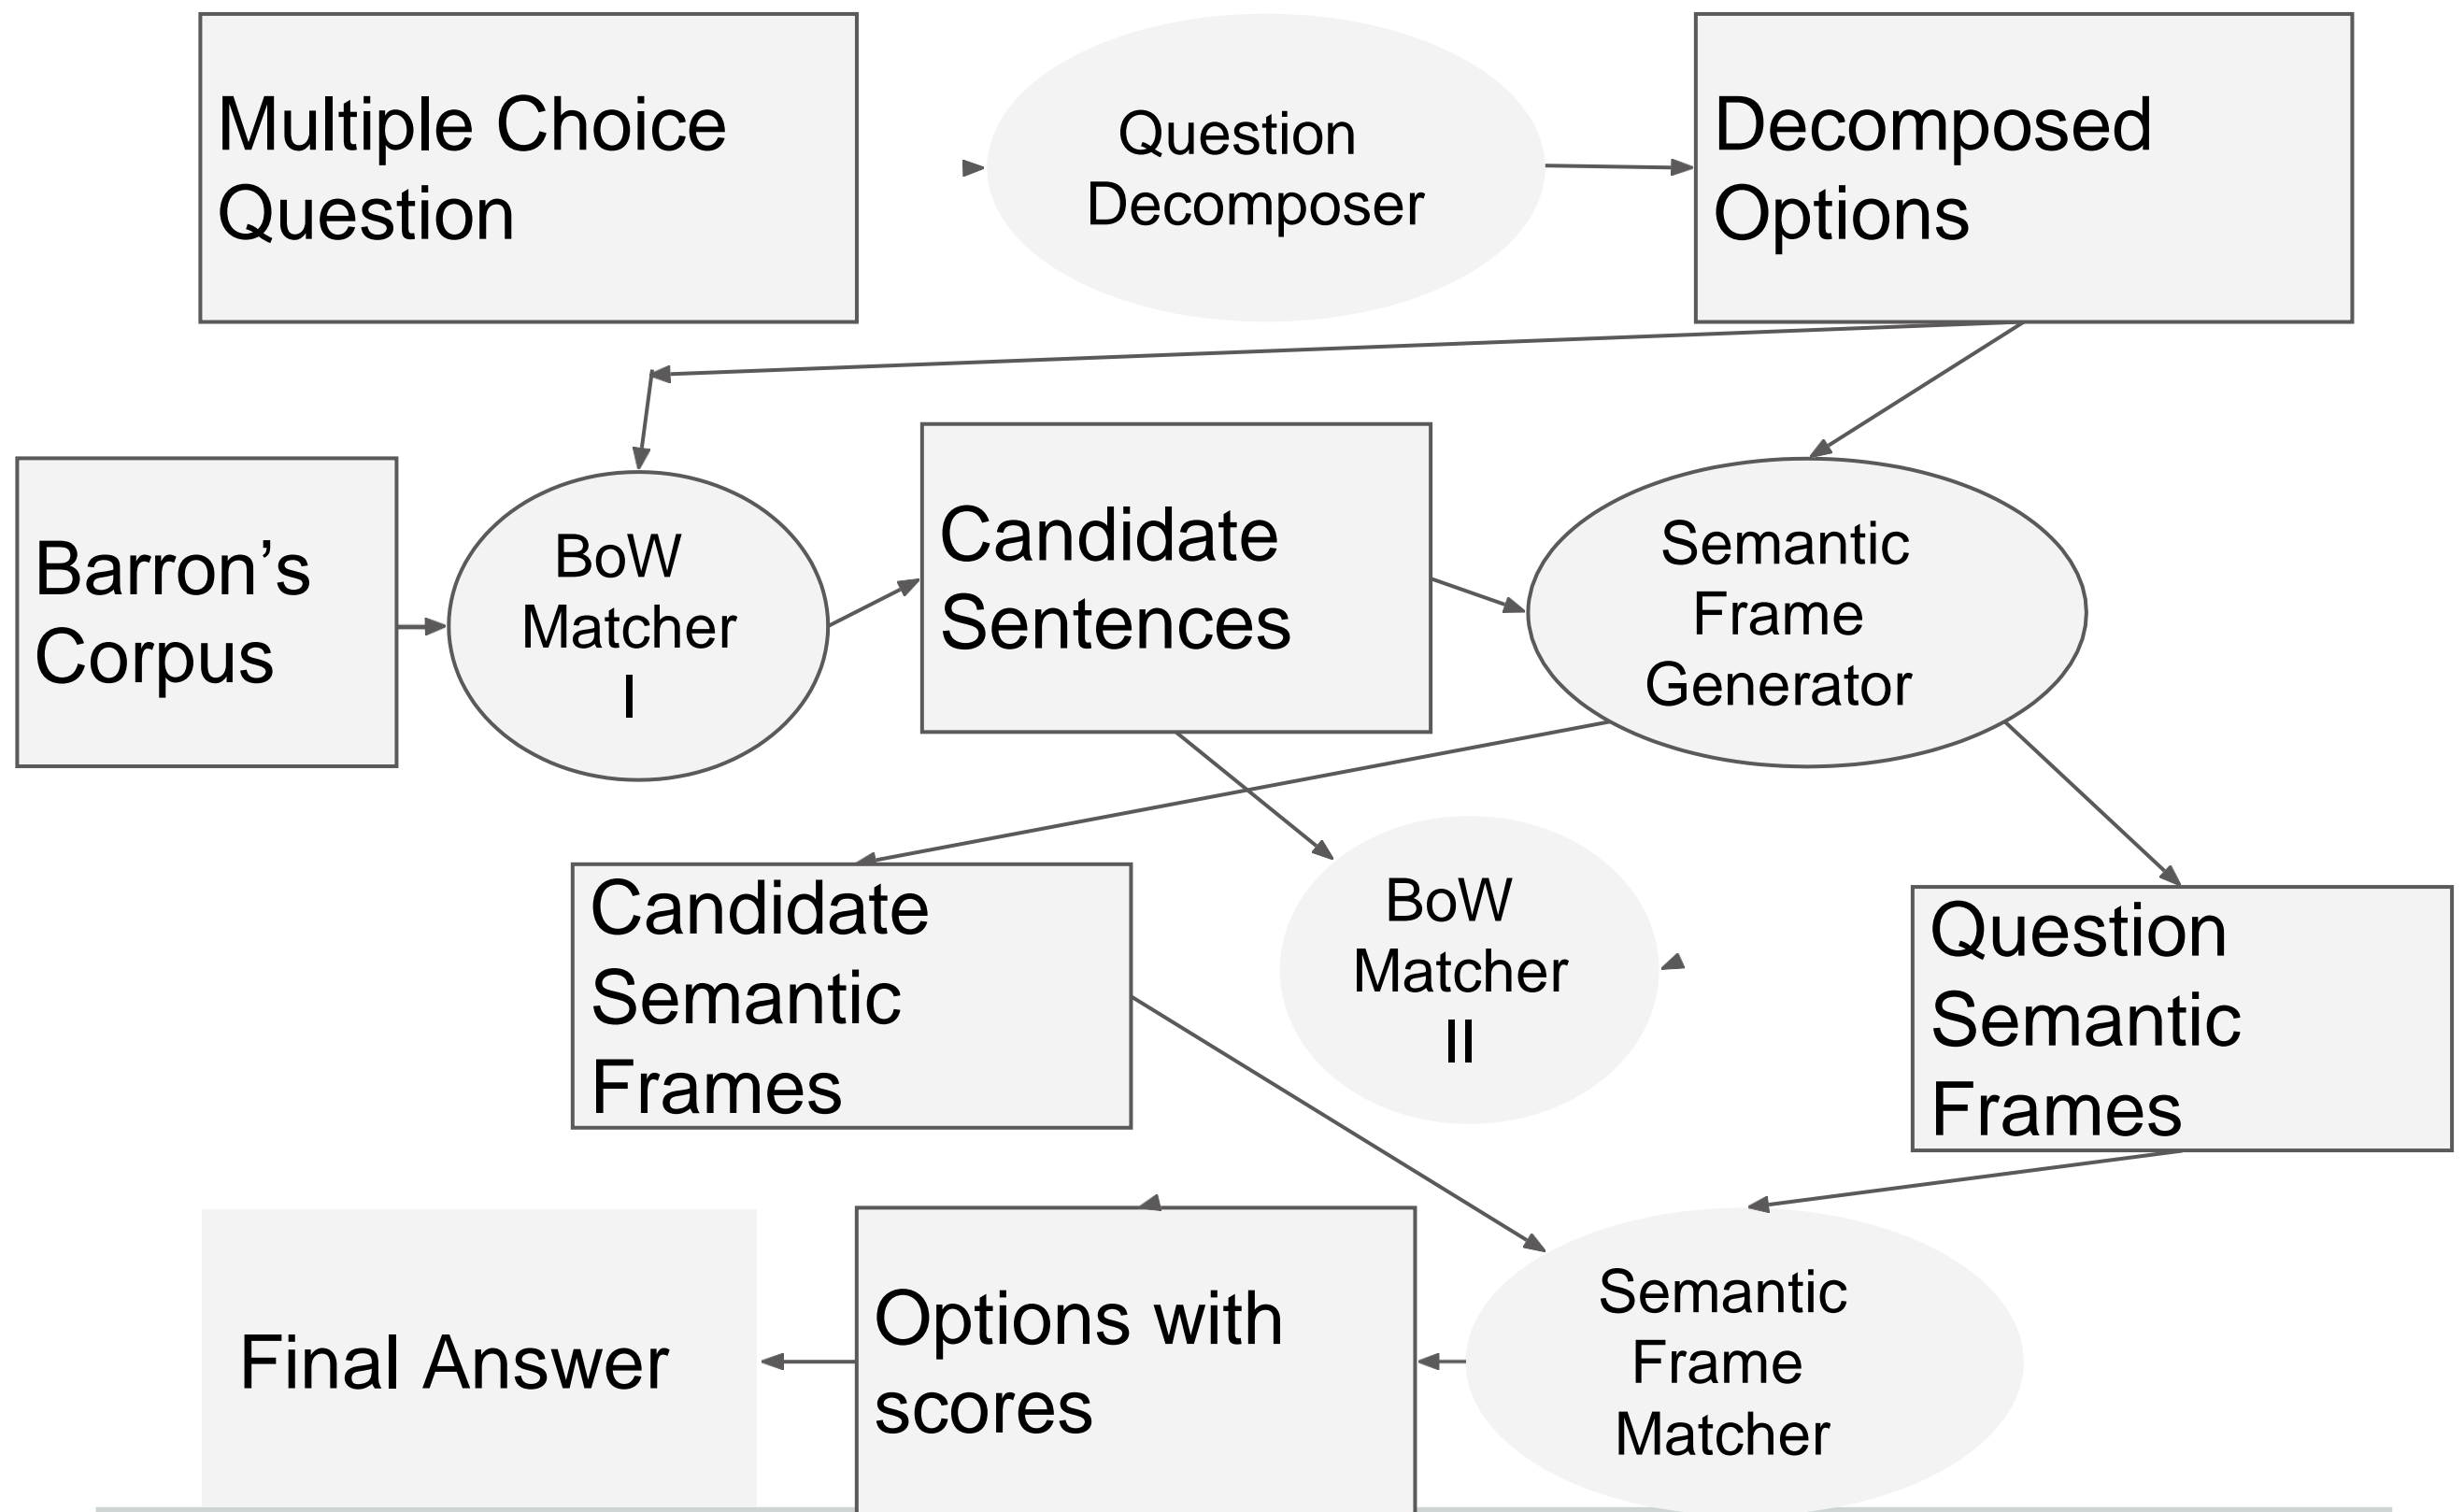 Multiple Choice
Question
Question
Decomposer
Decomposed
Options
Barron's
Corpus
BoW
Matcher
I
Candidate
Sentences
Semantic
Frame
Generator
Candidate
Semantic
Frames
BoW
Matcher
II
Question
Semantic
Frames
Final Answer
Options with
scores
Semantic
Frame
Matcher